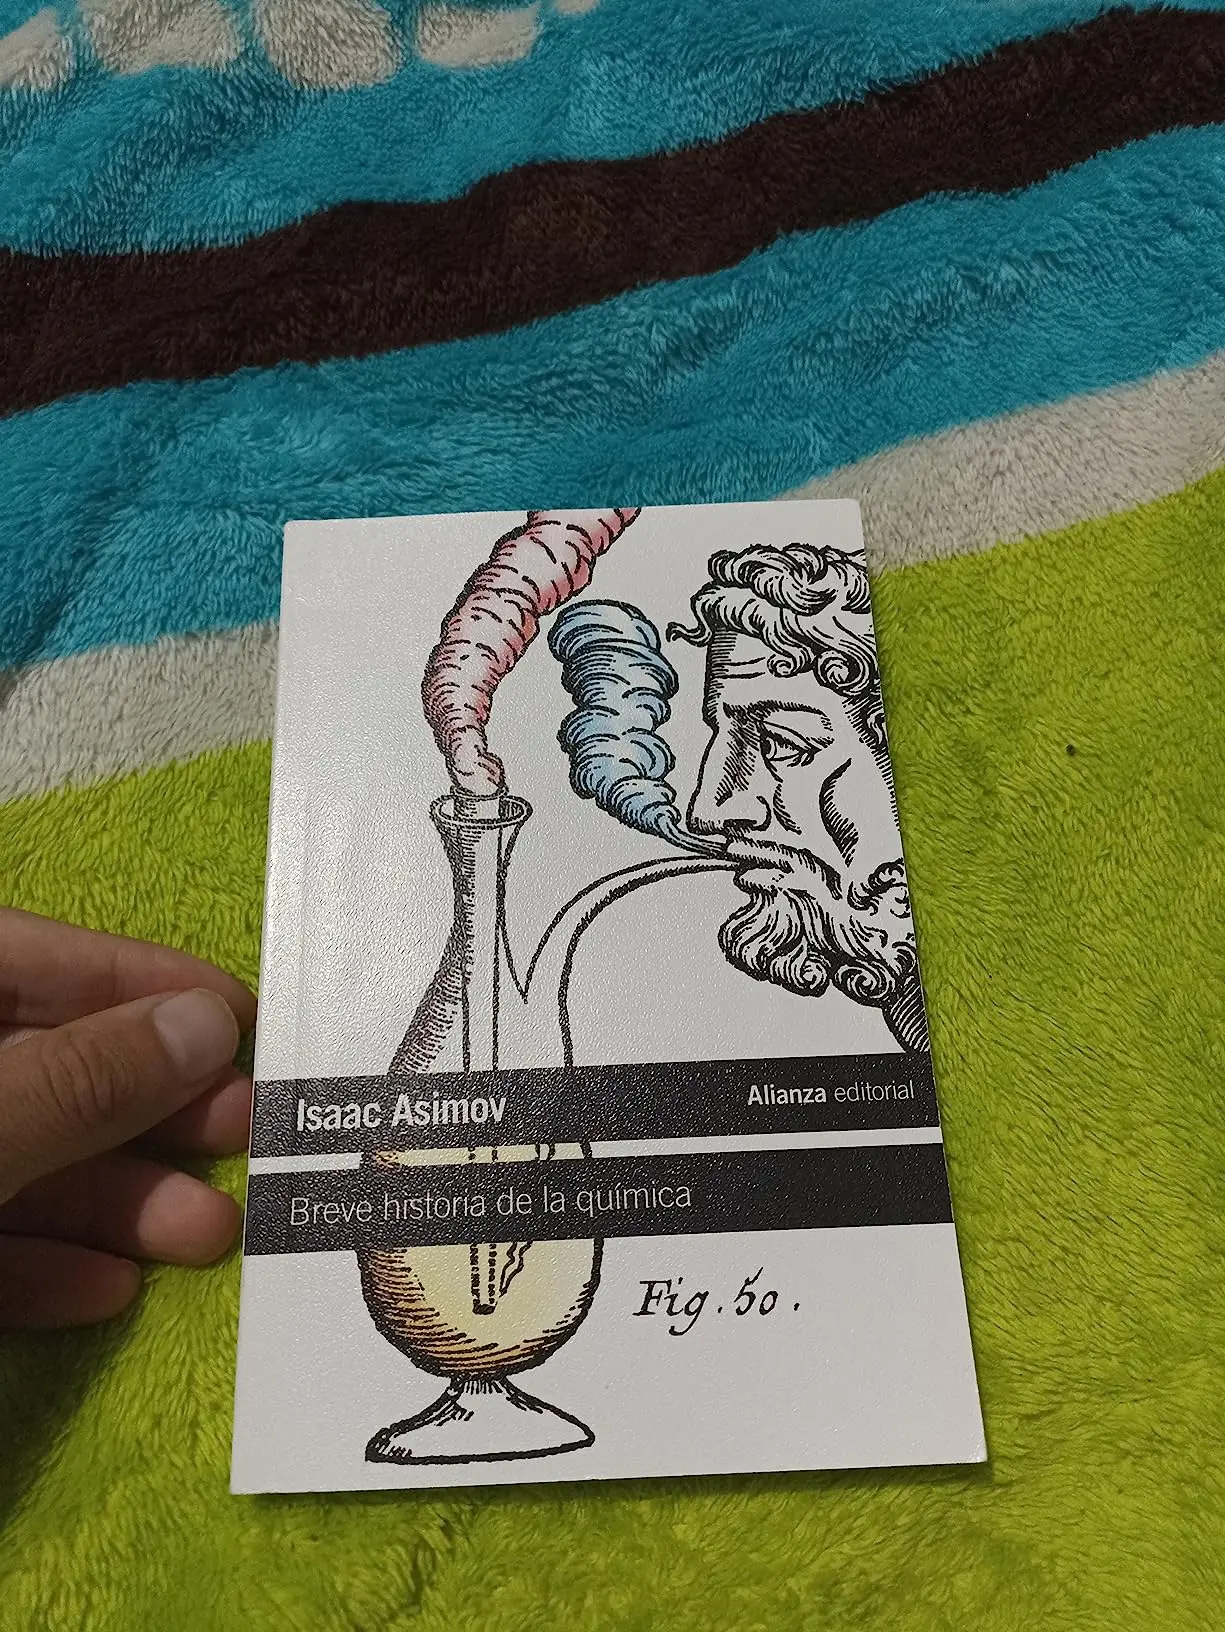 Isaac Asimov
Alianza editorial
Breve historia de la química
Fig. 50.